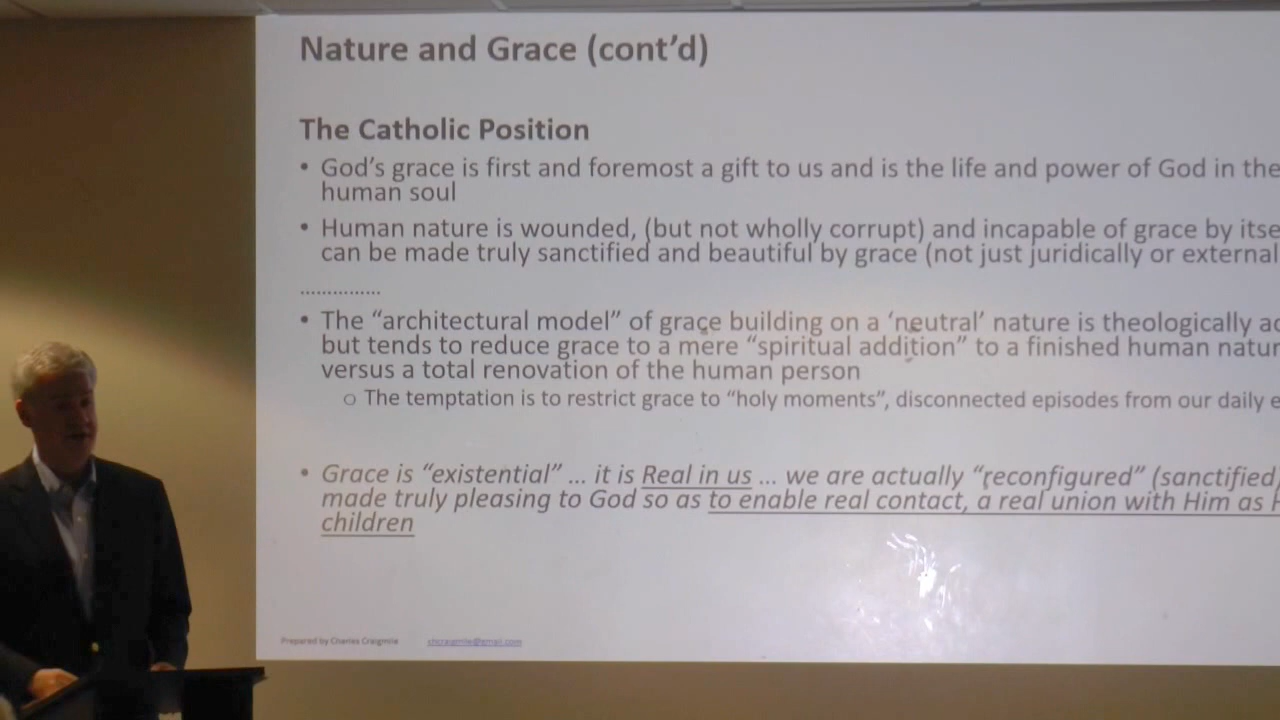 Nature and Grace (cont’d)
The Catholic Position
• God’s grace is first and foremost a gift to us and is the life and power of God in the
human soul
• Human nature is wounded, (but not wholly corrupt) and incapable of grace by itse
can be made truly sanctified and beautiful by grace (not just juridically or external
...............
• The “architectural model” of grace building on a ‘neutral’ nature is theologically ac
but tends to reduce grace to a mere “spiritual addition” to a finished human natur
versus a total renovation of the human person
○ The temptation is to restrict grace to “holy moments”, disconnected episodes from our daily e
• Grace is “existential” ... it is Real in us ... we are actually “reconfigured” (sanctified,
made truly pleasing to God so as to enable real contact, a real union with Him as H
children
Prepared by Charles